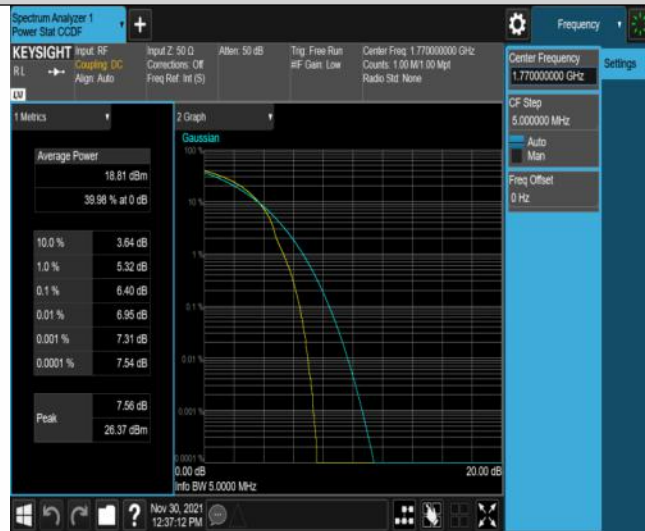 Spectrum Analyzer 1
Power Stat CCDF
Frequency
KEYSIGHT
R L
LW
Input: RF
Coupling: DC
Align: Auto
Input Z: 50 Ω
Corrections: Off
Freq Ref: Int (S)
Atten: 50 dB
Trig: Free Run
#IF Gain: Low
Center Freq: 1.770000000 GHz
Counts: 1.00 M/1.00 Mpt
Radio Std: None
Center Frequency
1.770000000 GHz
Settings
CF Step
5.000000 MHz
Auto
Man
Freq Offset
0 Hz
1 Metrics
Average Power
18.81 dBm
39.98 % at 0 dB
10.0 % 3.64 dB
1.0 % 5.32 dB
0.1 % 6.40 dB
0.01 % 6.95 dB
0.001 % 7.31 dB
0.0001 % 7.54 dB
Peak
7.56 dB
26.37 dBm
2 Graph
Gaussian
100 %
10 %
1 %
0.1 %
0.01 %
0.001 %
0.0001 %
0.00 dB 20.00 dB
Info BW 5.0000 MHz
?
Nov 30, 2021
12:37:12 PM